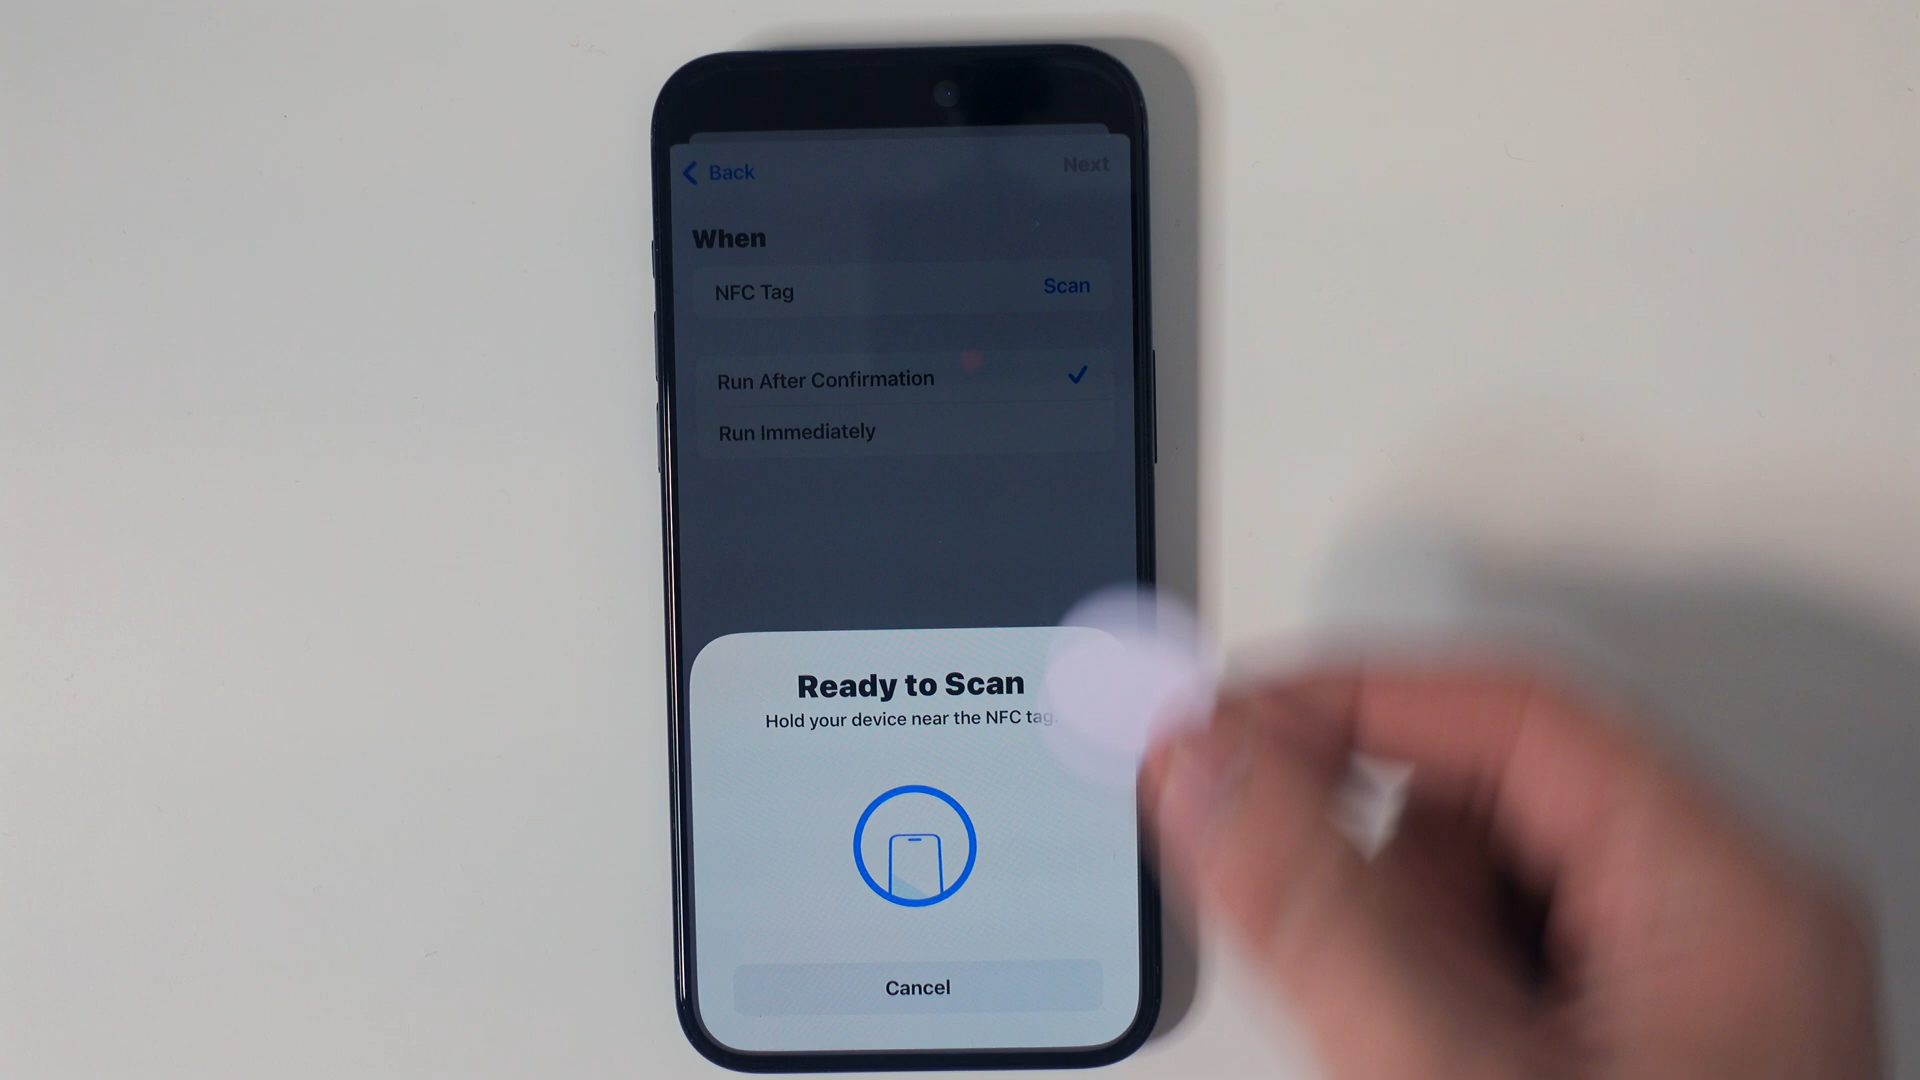 Back
Next
When
NFC Tag
Scan
Run After Confirmation
Run Immediately
Ready to Scan
Hold your device near the NFC tag.
Cancel